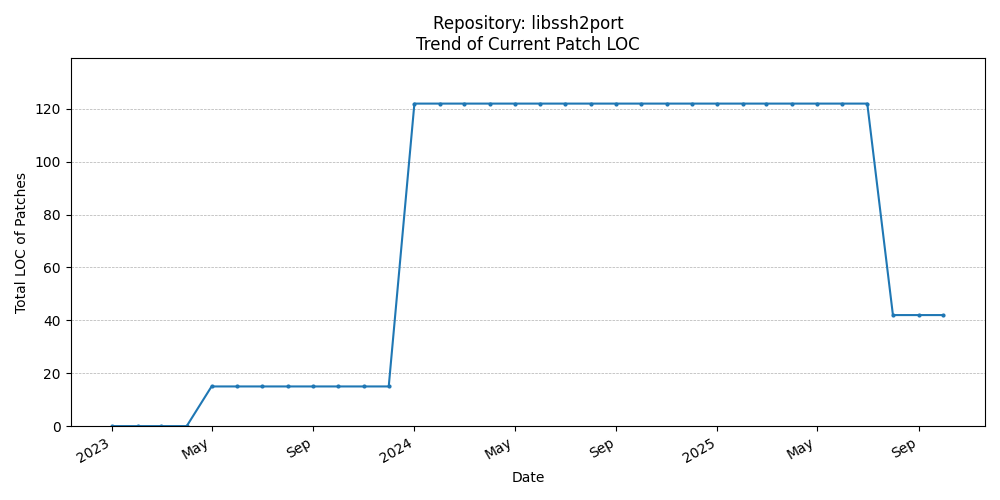 Repository: libssh2port
Trend of Current Patch LOC
Total LOC of Patches
120
100
80
60
40
20
0
2023
May
Sep
2024
May
Sep
2025
May
Sep
Date